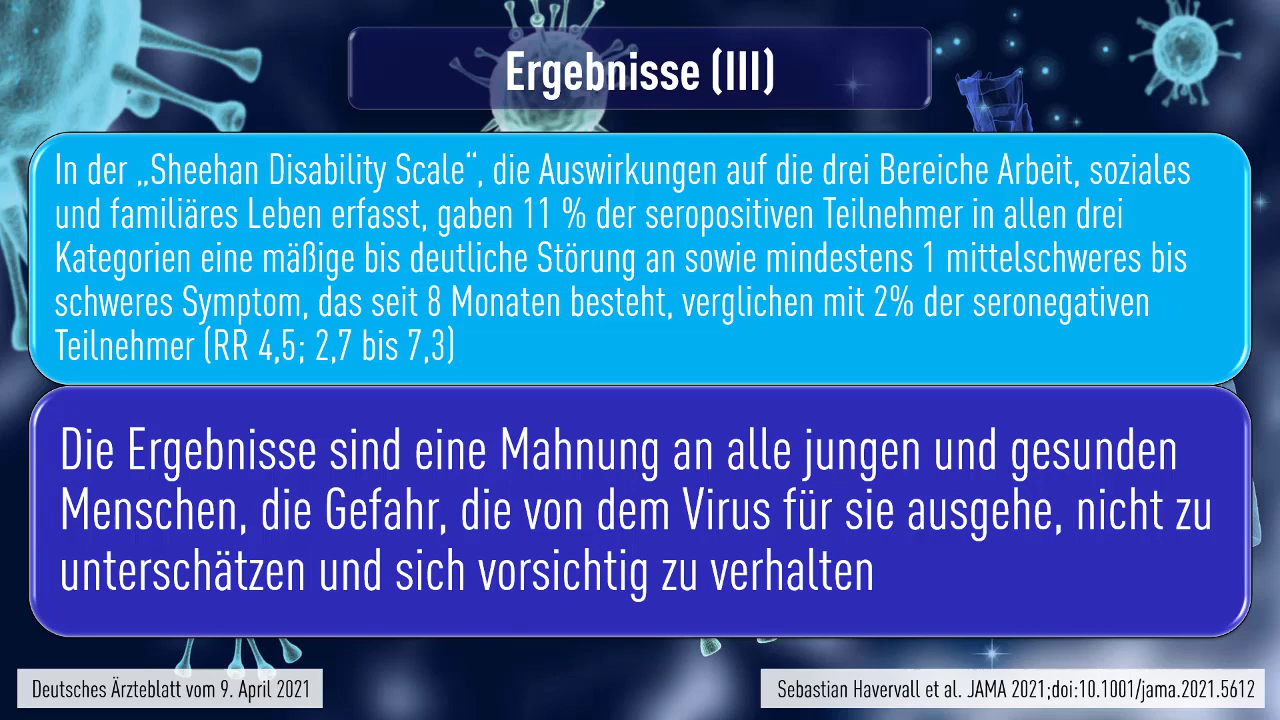 Ergebnisse (III)
In der „Sheehan Disability Scale“, die Auswirkungen auf die drei Bereiche Arbeit, soziales
und familiäres Leben erfasst, gaben 11 % der seropositiven Teilnehmer in allen drei
Kategorien eine mäßige bis deutliche Störung an sowie mindestens 1 mittelschweres bis
schweres Symptom, das seit 8 Monaten besteht, verglichen mit 2% der seronegativen
Teilnehmer (RR 4,5; 2,7 bis 7,3)
Die Ergebnisse sind eine Mahnung an alle jungen und gesunden
Menschen, die Gefahr, die von dem Virus für sie ausgehe, nicht zu
unterschätzen und sich vorsichtig zu verhalten
Deutsches Ärzteblatt vom 9. April 2021
Sebastian Havervall et al. JAMA 2021;doi:10.1001/jama.2021.5612